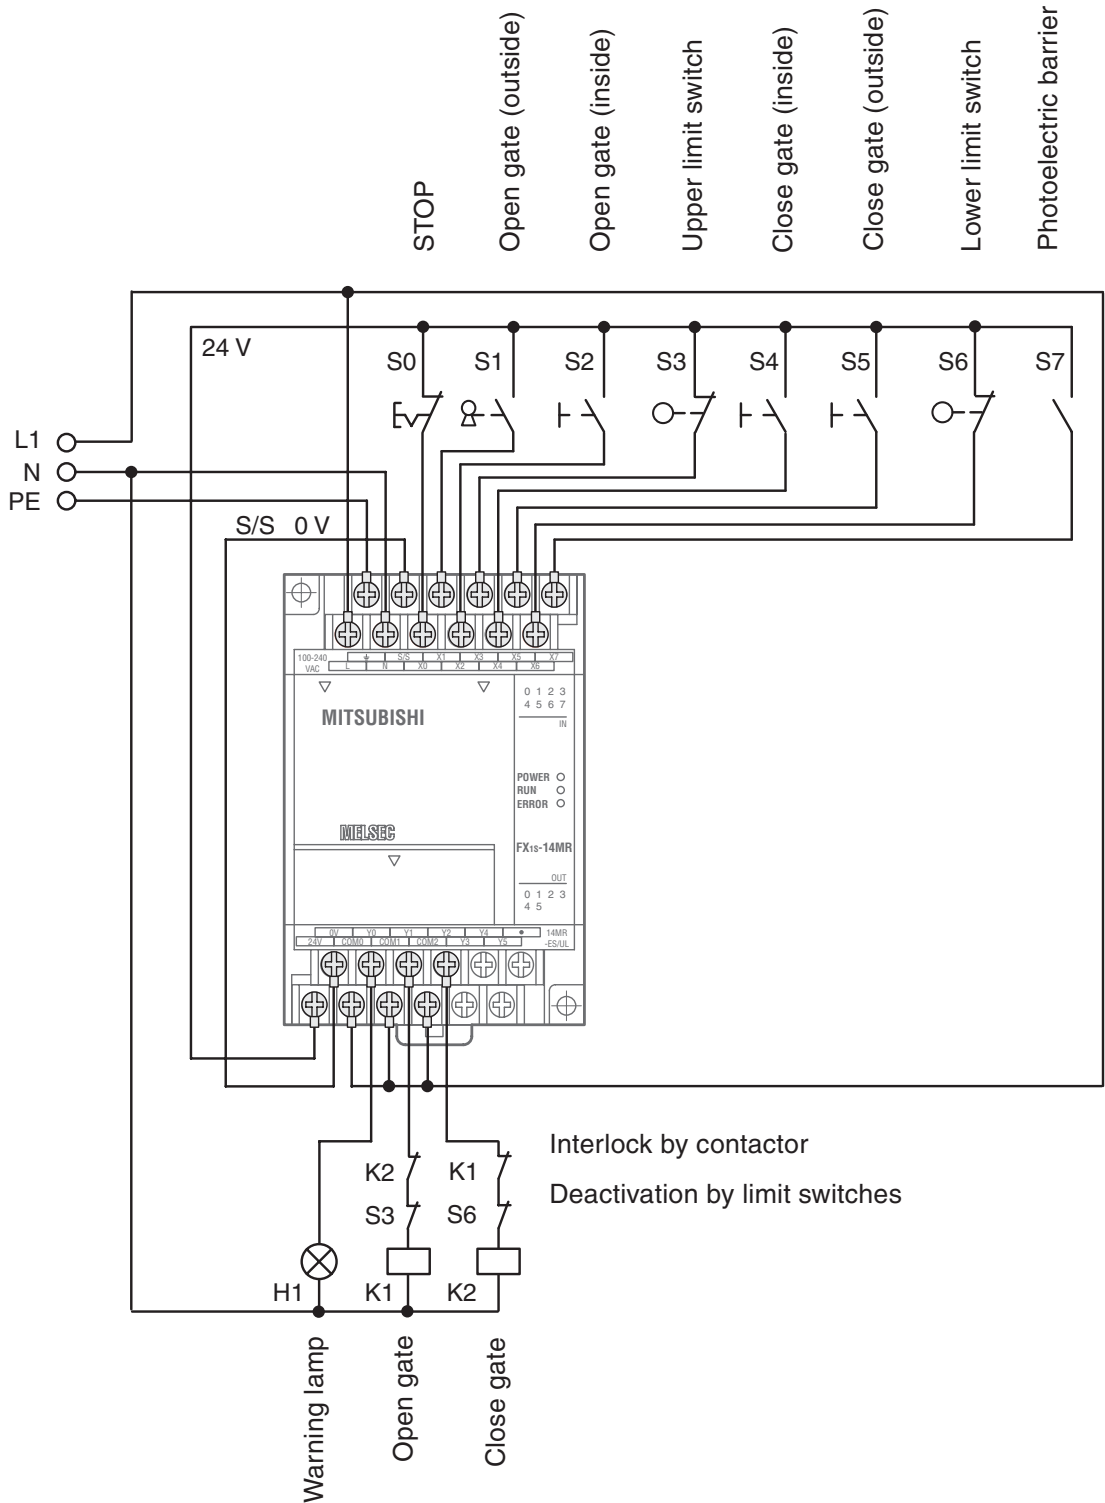 STOP
Open gate (outside)
Open gate (inside)
Upper limit switch
Close gate (inside)
Close gate (outside)
Lower limit switch
Photoelectric barrier
24 V
S0 S1 S2 S3 S4 S5 S6 S7
L1
N
PE
S/S 0 V
100-240
VAC
S/S X1 X3 X5 X7
L N X0 X2 X4 X6
MITSUBISHI
0 1 2 3
4 5 6 7
IN
POWER
RUN
ERROR
MELSEC
FX1S-14MR
OUT
0 1 2 3
4 5
0V Y0 Y1 Y2 Y4 • 14MR
24V COM0 COM1 COM2 Y3 Y5 -ES/UL
Interlock by contactor
K2 K1
Deactivation by limit switches
S3 S6
H1 K1 K2
Warning lamp
Open gate
Close gate